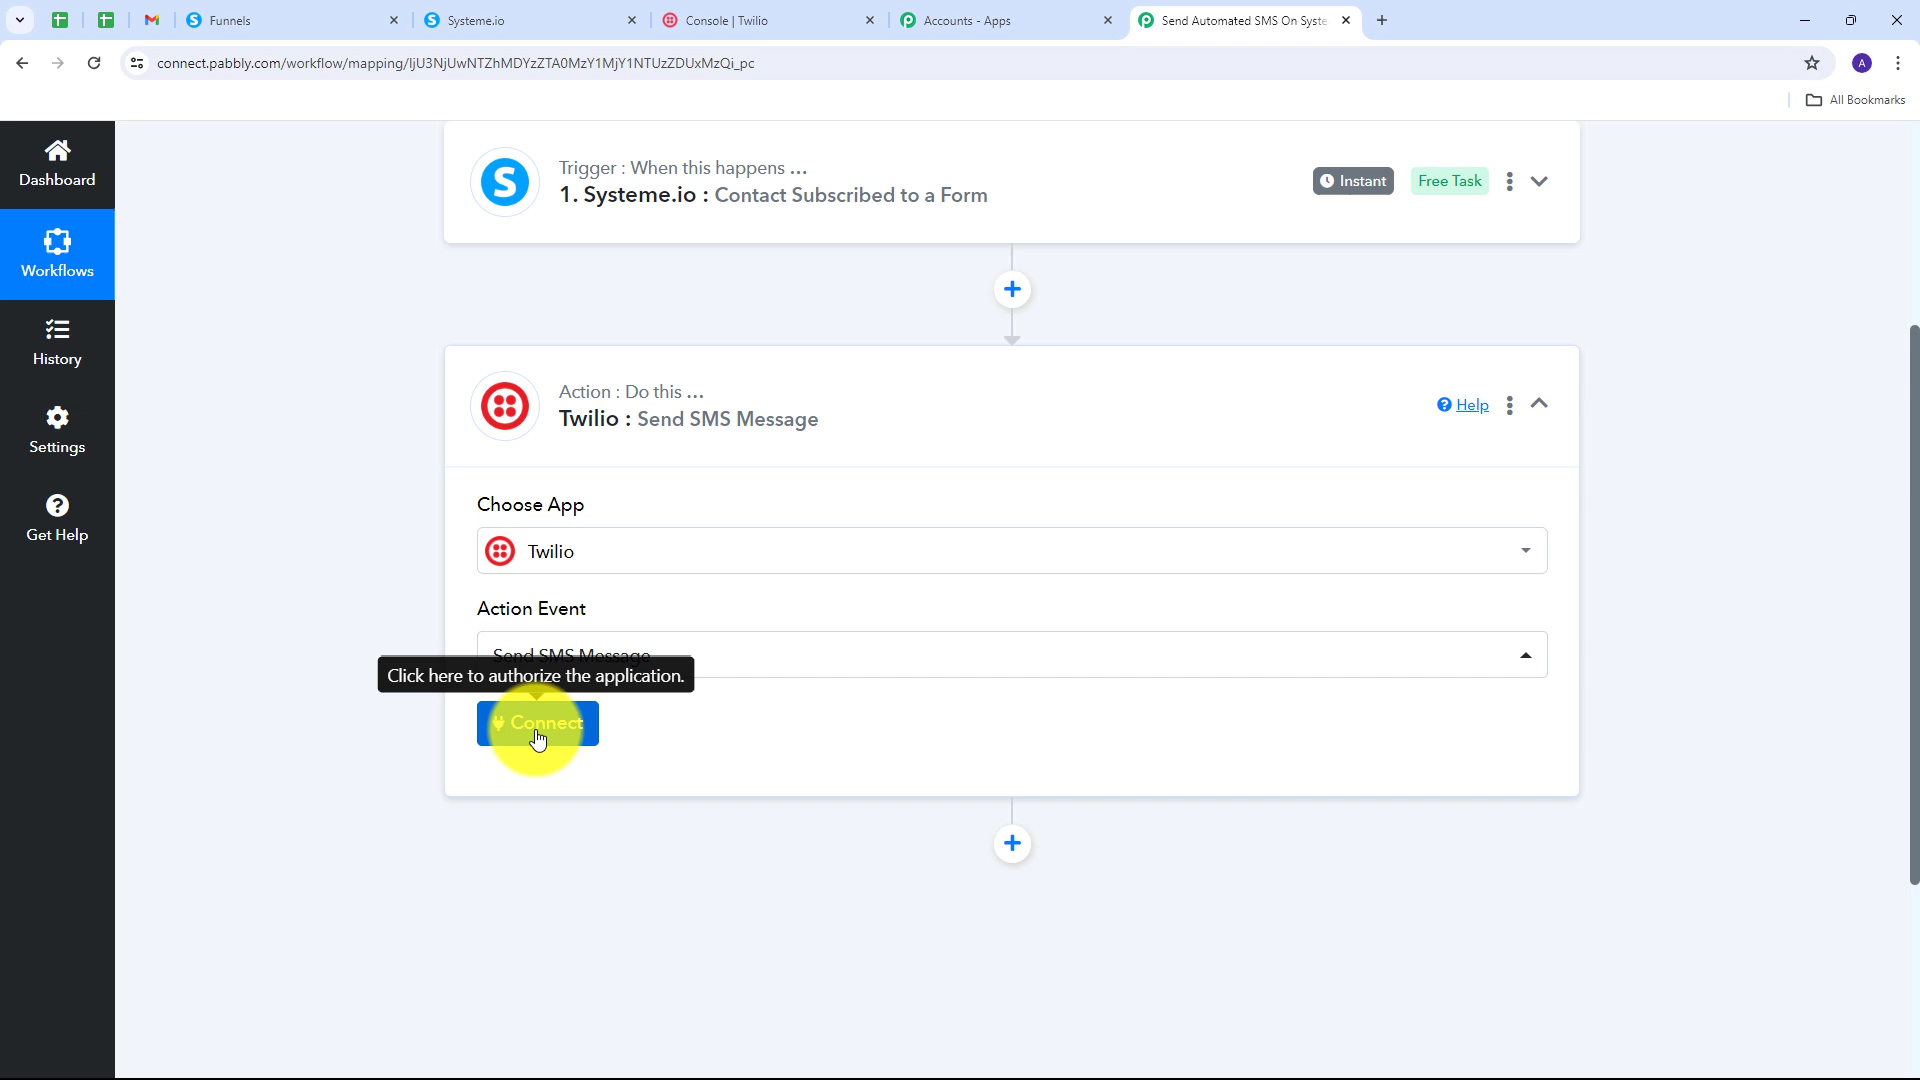 Funnels
Systeme.io
Console | Twilio
Accounts - Apps
Send Automated SMS On Syste
connect.pabbly.com/workflow/mapping/IjU3NjUwNTZhMDYzZTA0MzY1MjY1NTUzZDUxMzQi_pc
A
All Bookmarks
Dashboard
Workflows
History
Settings
Get Help
S
Trigger : When this happens ...
1. Systeme.io : Contact Subscribed to a Form
Instant
Free Task
Action : Do this ...
Twilio : Send SMS Message
Help
Choose App
Twilio
Action Event
Send SMS Message
Click here to authorize the application.
Connect